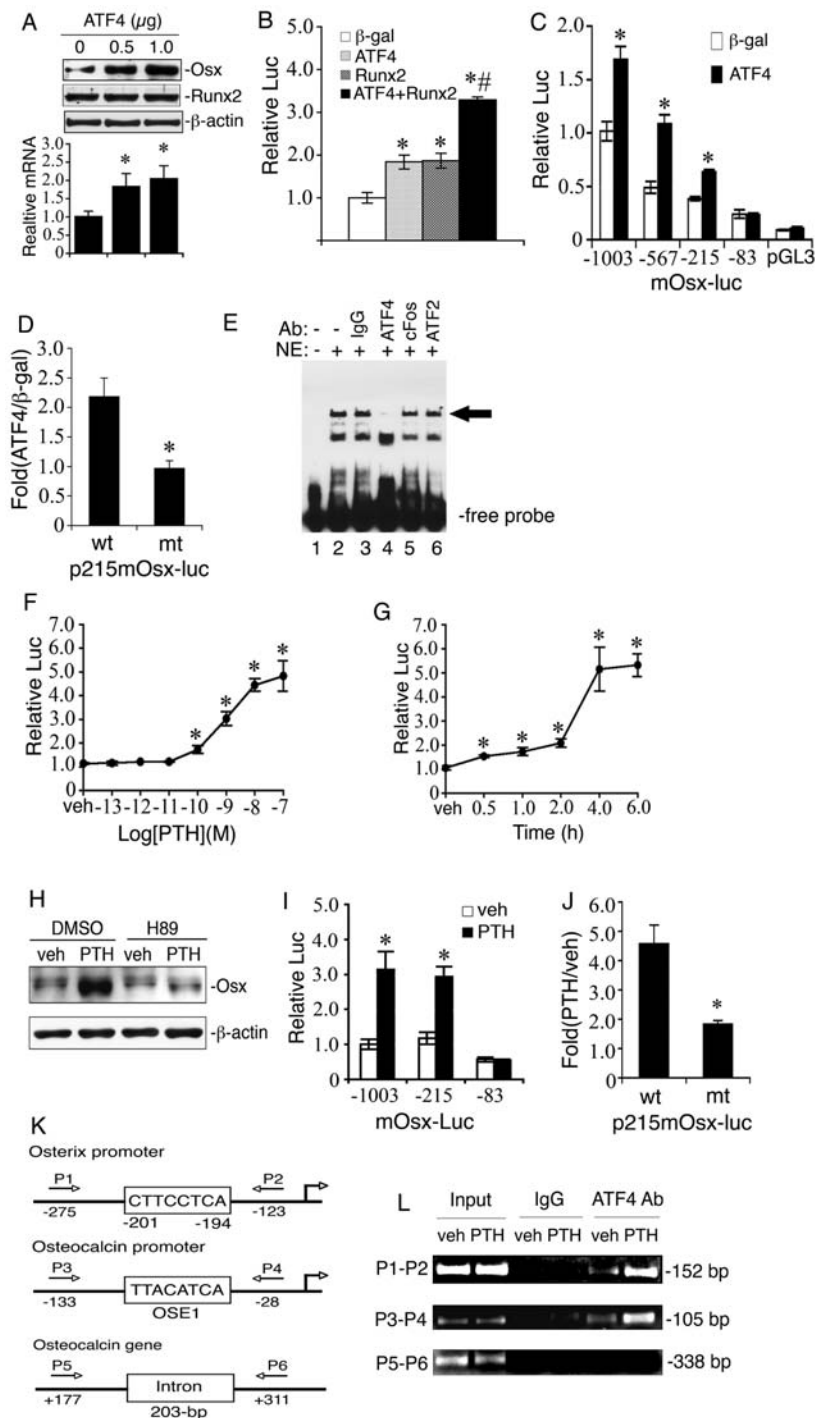 A
ATF4 (μg)
0 0.5 1.0
-Osx
-Runx2
-β-actin
Realtive mRNA
3.0
2.5
2.0
1.5
1.0
0.5
0.0
* *
B
Relative Luc
5.0
4.0
3.0
2.0
1.0
β-gal
ATF4
Runx2
ATF4+Runx2
* * *#
C
Relative Luc
2.0
1.5
1.0
0.5
0
β-gal
ATF4
* * *
-1003 -567 -215 -83 pGL3
mOsx-luc
D
Fold(ATF4/β-gal)
3.0
2.5
2.0
1.5
1.0
0.5
0
*
wt mt
p215mOsx-luc
E
Ab: - - IgG ATF4 cFos ATF2
NE: - + + + + +
-free probe
1 2 3 4 5 6
F
Relative Luc
7.0
6.0
5.0
4.0
3.0
2.0
1.0
0
* * * *
veh -13 -12 -11 -10 -9 -8 -7
Log[PTH](M)
G
Relative Luc
7.0
6.0
5.0
4.0
3.0
2.0
1.0
0
* * * * *
veh 0.5 1.0 2.0 4.0 6.0
Time (h)
H
DMSO H89
veh PTH veh PTH
-Osx
-β-actin
I
Relative Luc
5.0
4.0
3.0
2.0
1.0
0
veh
PTH
* *
-1003 -215 -83
mOsx-Luc
J
Fold(PTH/veh)
6.0
5.0
4.0
3.0
2.0
1.0
0
*
wt mt
p215mOsx-luc
K
Osterix promoter
P1 P2
CTTCCTCA
-275 -201 -194 -123
Osteocalcin promoter
P3 P4
TTACATCA
-133 OSE1 -28
Osteocalcin gene
P5 P6
Intron
+177 203-bp +311
L
Input IgG ATF4 Ab
veh PTH veh PTH veh PTH
P1-P2 -152 bp
P3-P4 -105 bp
P5-P6 -338 bp